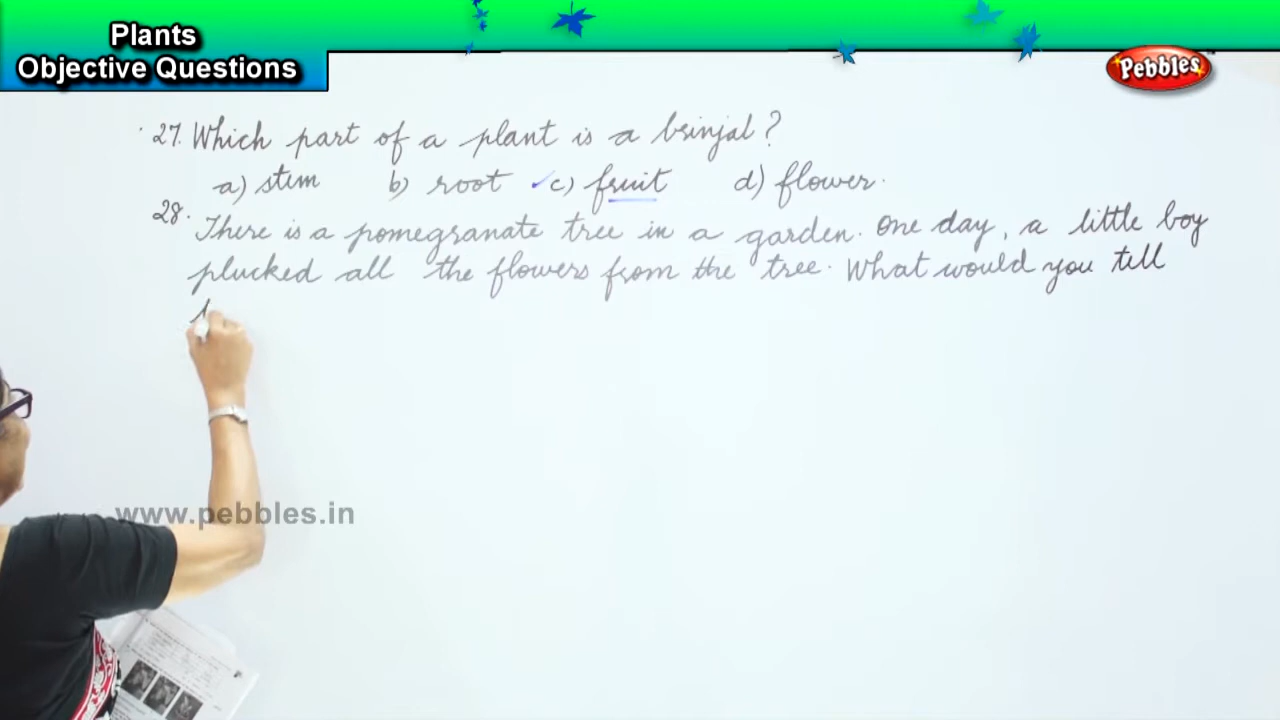 Plants
Objective Questions
Pebbles
27. Which part of a plant is a brinjal?
a) stem b) root ✓c) fruit d) flower.
28. There is a pomegranate tree in a garden. One day, a little boy
plucked all the flowers from the tree. What would you till
www.pebbles.in